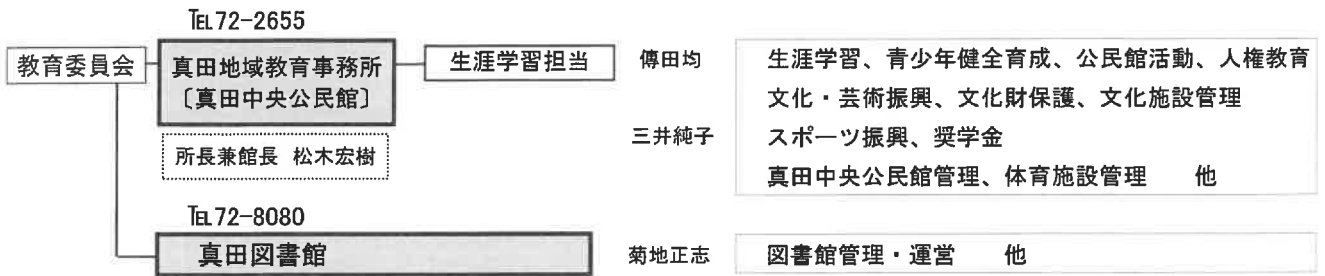 ℡72-2655
教育委員会
真田地域教育事務所
〔真田中央公民館〕
生涯学習担当
傳田均
生涯学習、青少年健全育成、公民館活動、人権教育
文化・芸術振興、文化財保護、文化施設管理
三井純子
スポーツ振興、奨学金
所長兼館長 松木宏樹
真田中央公民館管理、体育施設管理 他
℡72-8080
真田図書館
菊地正志
図書館管理・運営 他